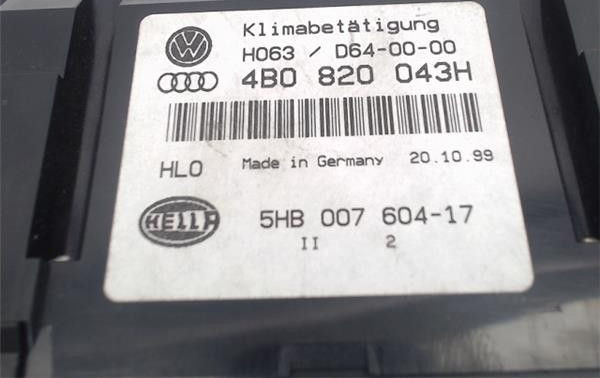 Klimabetätigung
H063 / D64-00-00
4B0 820 043H
HLO Made in Germany 20.10.99
HELLA 5HB 007 604-17
II 2